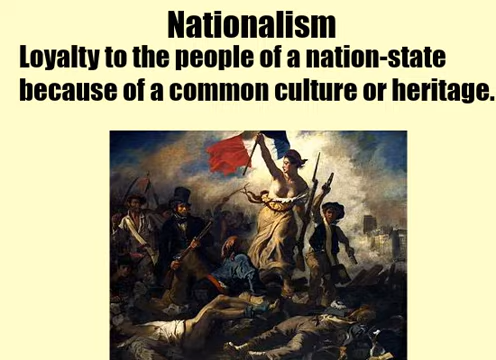 Nationalism
Loyalty to the people of a nation-state
because of a common culture or heritage.